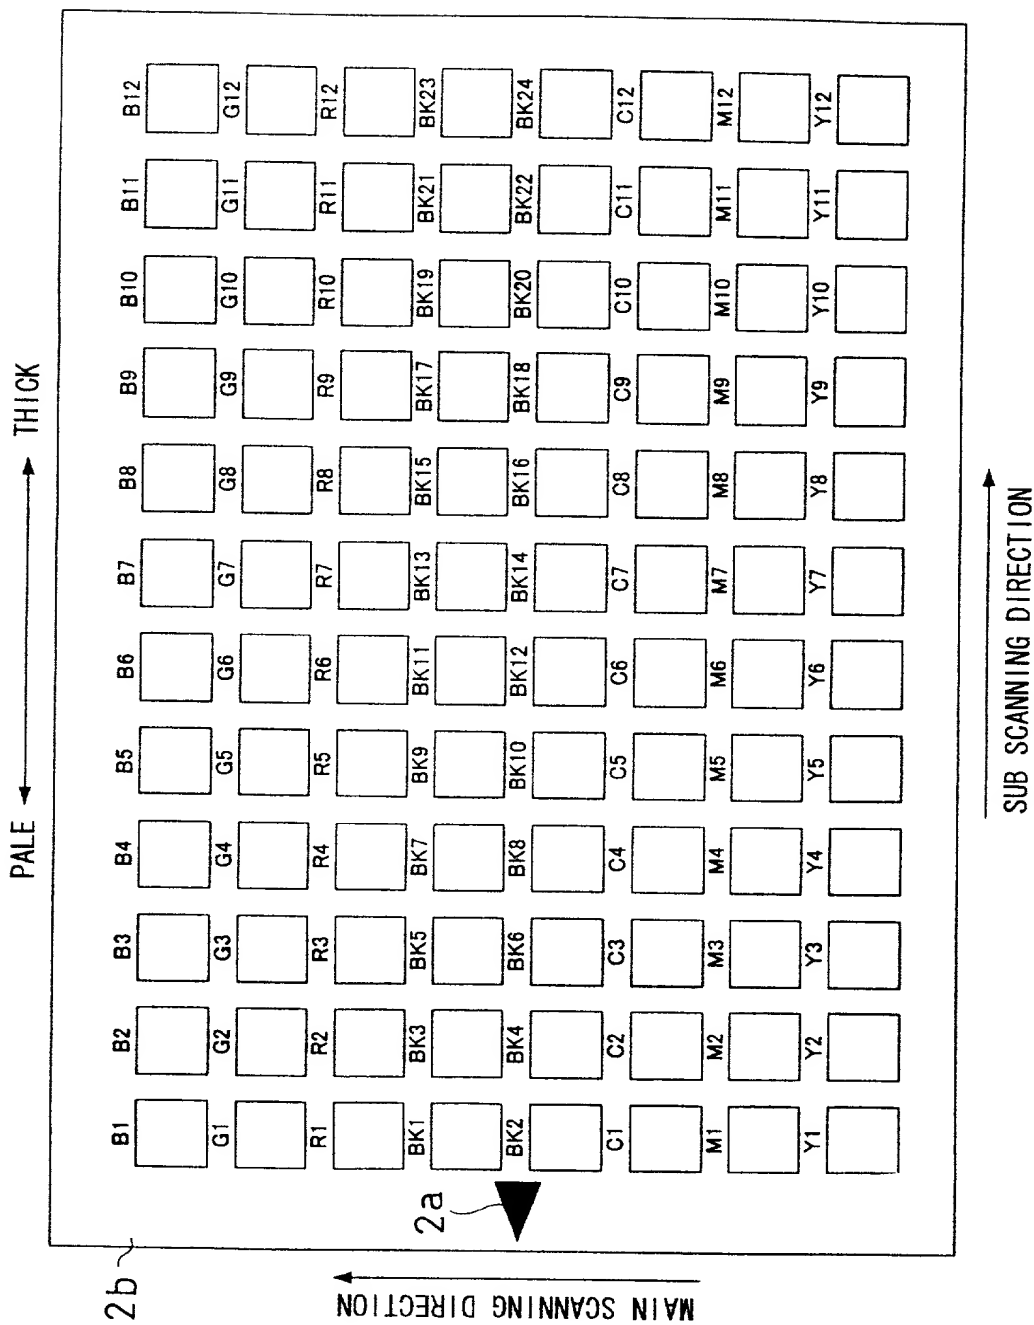 PALE THICK
B1 B2 B3 B4 B5 B6 B7 B8 B9 B10 B11 B12
G1 G2 G3 G4 G5 G6 G7 G8 G9 G10 G11 G12
R1 R2 R3 R4 R5 R6 R7 R8 R9 R10 R11 R12
BK1 BK3 BK5 BK7 BK9 BK11 BK13 BK15 BK17 BK19 BK21 BK23
BK2 BK4 BK6 BK8 BK10 BK12 BK14 BK16 BK18 BK20 BK22 BK24
C1 C2 C3 C4 C5 C6 C7 C8 C9 C10 C11 C12
M1 M2 M3 M4 M5 M6 M7 M8 M9 M10 M11 M12
Y1 Y2 Y3 Y4 Y5 Y6 Y7 Y8 Y9 Y10 Y11 Y12
2b
2a
MAIN SCANNING DIRECTION
SUB SCANNING DIRECTION